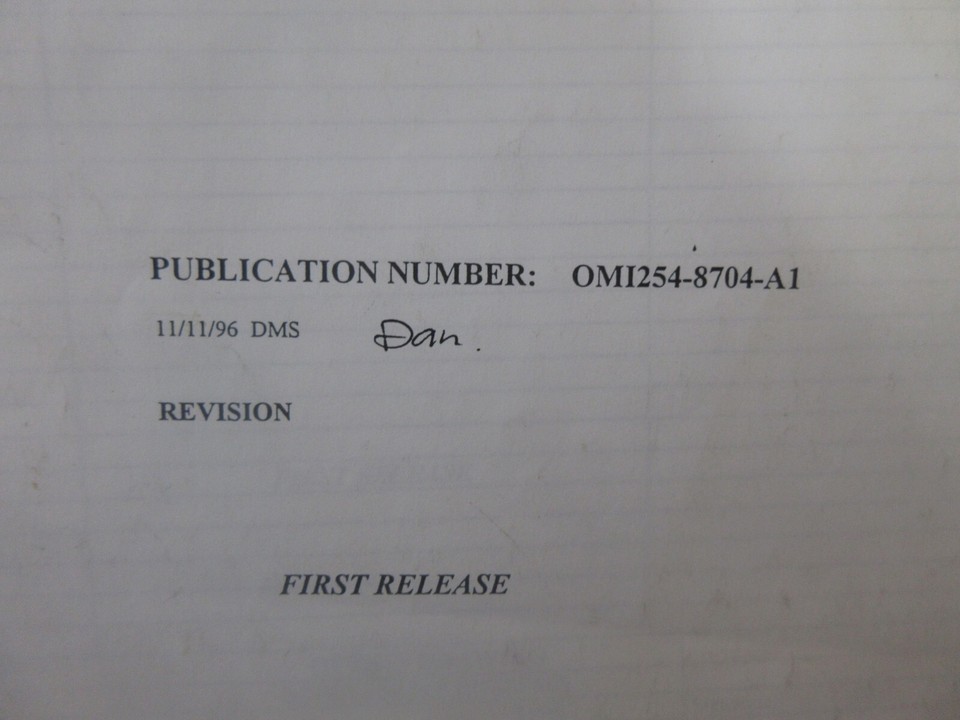 PUBLICATION NUMBER: OMI254-8704-A1
11/11/96 DMS Dan.
REVISION
FIRST RELEASE